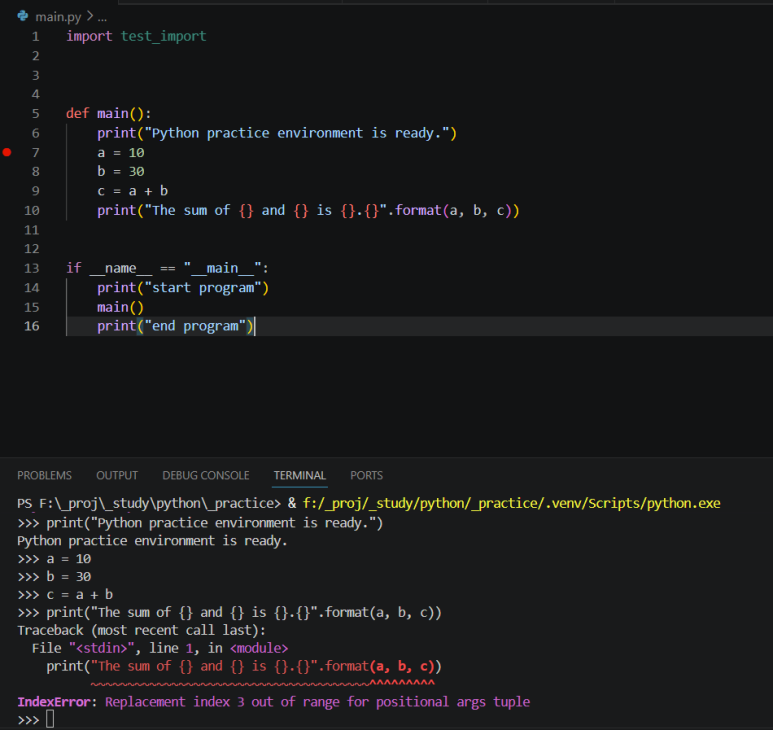 main.py > ...
1 import test_import
2
3
4
5 def main():
6     print("Python practice environment is ready.")
7     a = 10
8     b = 30
9     c = a + b
10     print("The sum of {} and {} is {}.{}".format(a, b, c))
11
12
13 if __name__ == "__main__":
14     print("start program")
15     main()
16     print("end program")
PROBLEMS OUTPUT DEBUG CONSOLE TERMINAL PORTS
PS F:\_proj\_study\python\_practice> & f:/_proj/_study/python/_practice/.venv/Scripts/python.exe
>>> print("Python practice environment is ready.")
Python practice environment is ready.
>>> a = 10
>>> b = 30
>>> c = a + b
>>> print("The sum of {} and {} is {}.{}".format(a, b, c))
Traceback (most recent call last):
  File "<stdin>", line 1, in <module>
    print("The sum of {} and {} is {}.{}".format(a, b, c))
          ~~~~~~~~~~~~~~~~~~~~~~~~~~~~~~~~~~~~~~^^^^^^^^^
IndexError: Replacement index 3 out of range for positional args tuple
>>>